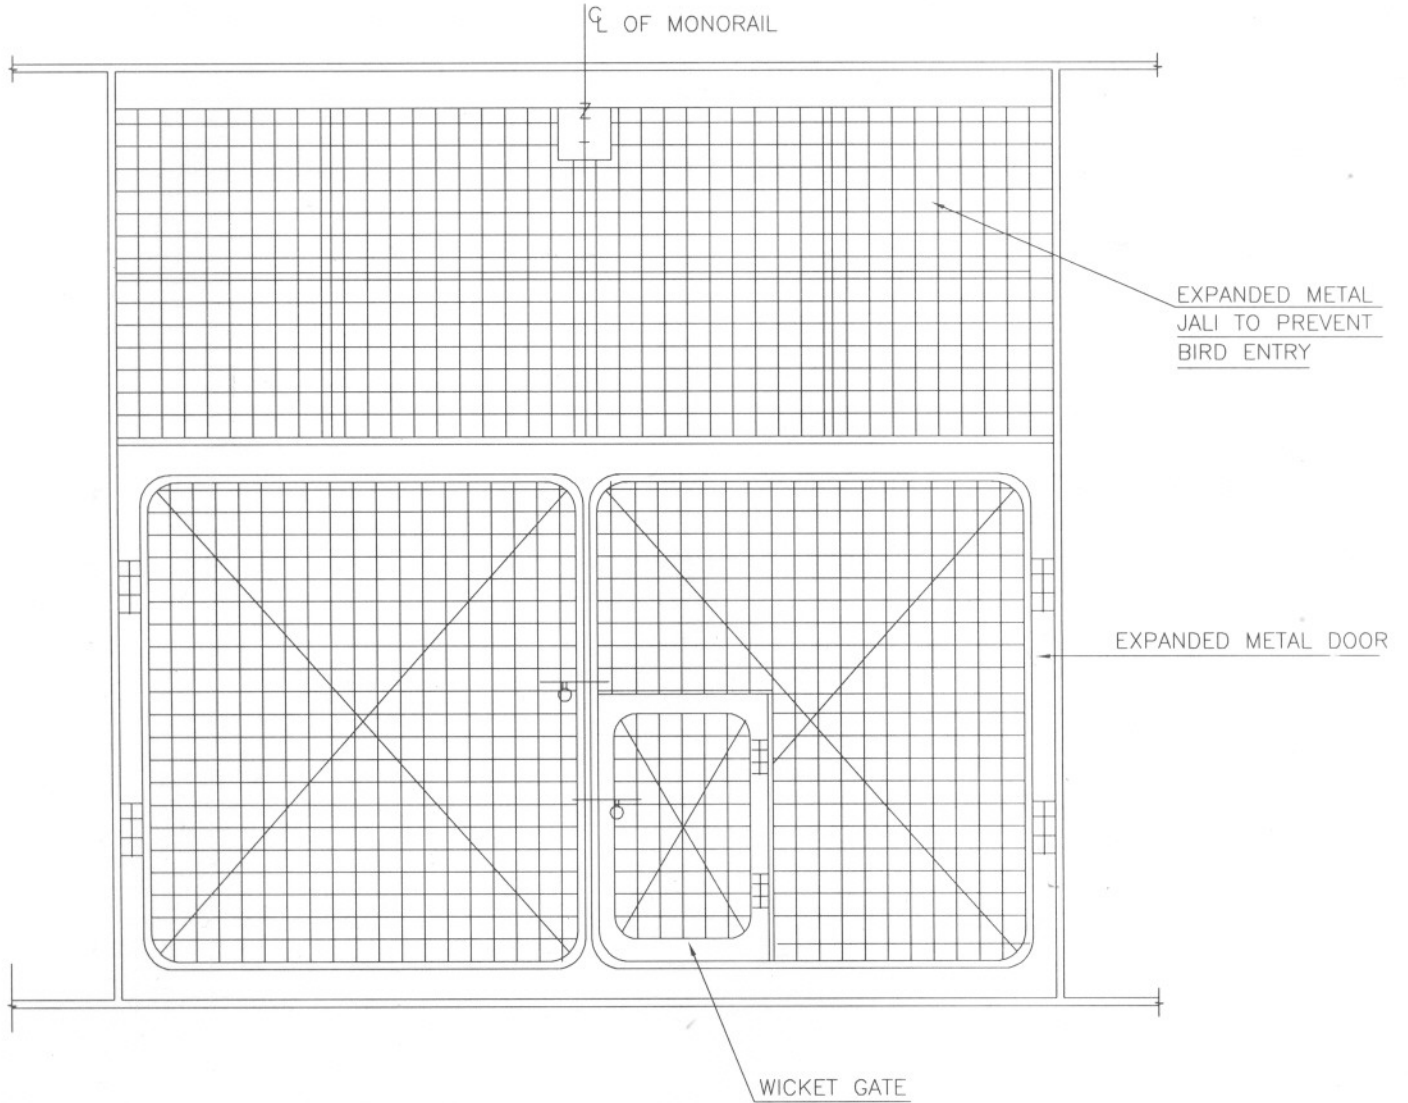 ℄ OF MONORAIL
EXPANDED METAL
JALI TO PREVENT
BIRD ENTRY
EXPANDED METAL DOOR
WICKET GATE